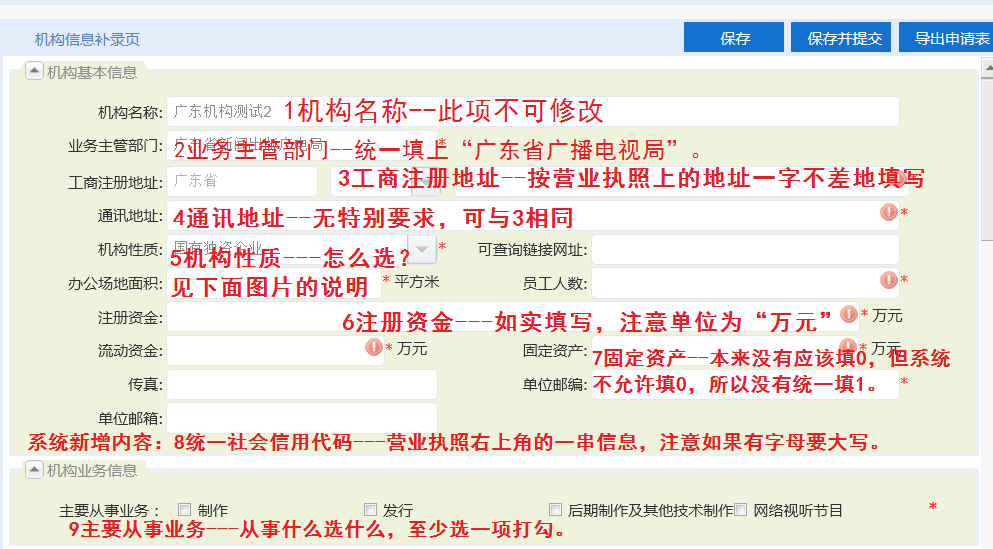 机构信息补录页 保存 保存并提交 导出申请表
机构基本信息
机构名称: 广东机构测试2 1机构名称--此项不可修改
业务主管部门: 广东省新闻出版广电局 * 2业务主管部门--统一填上“广东省广播电视局”。
工商注册地址: 广东省 3工商注册地址--按营业执照上的地址一字不差地填写
通讯地址: 4通讯地址--无特别要求，可与3相同 *
机构性质: 国有独资企业 * 5机构性质---怎么选? 可查询链接网址:
办公场地面积: 见下面图片的说明 * 平方米 员工人数: *
注册资金: 6注册资金---如实填写，注意单位为“万元” * 万元
流动资金: * 万元 固定资产: * 万元
7固定资产--本来没有应该填0，但系统
传真: 单位邮编: 不允许填0，所以没有统一填1。 *
单位邮箱:
系统新增内容：8统一社会信用代码---营业执照右上角的一串信息，注意如果有字母要大写。
机构业务信息
主要从事业务： 制作 发行 后期制作及其他技术制作 网络视听节目 *
9主要从事业务---从事什么选什么，至少选一项打勾。